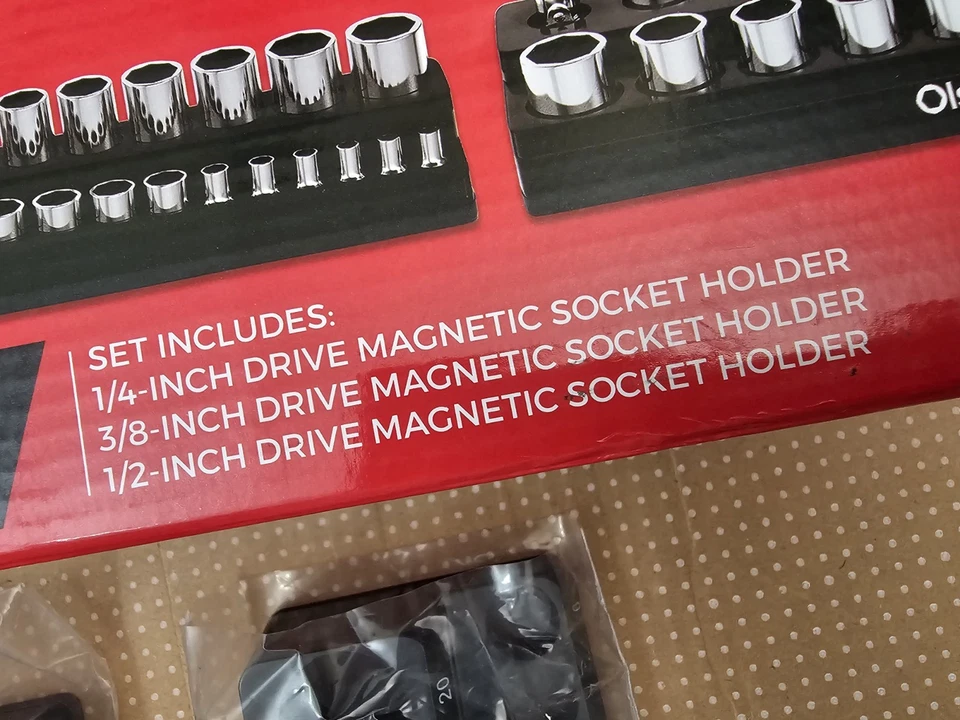 SET INCLUDES:
1/4-INCH DRIVE MAGNETIC SOCKET HOLDER
3/8-INCH DRIVE MAGNETIC SOCKET HOLDER
1/2-INCH DRIVE MAGNETIC SOCKET HOLDER
20